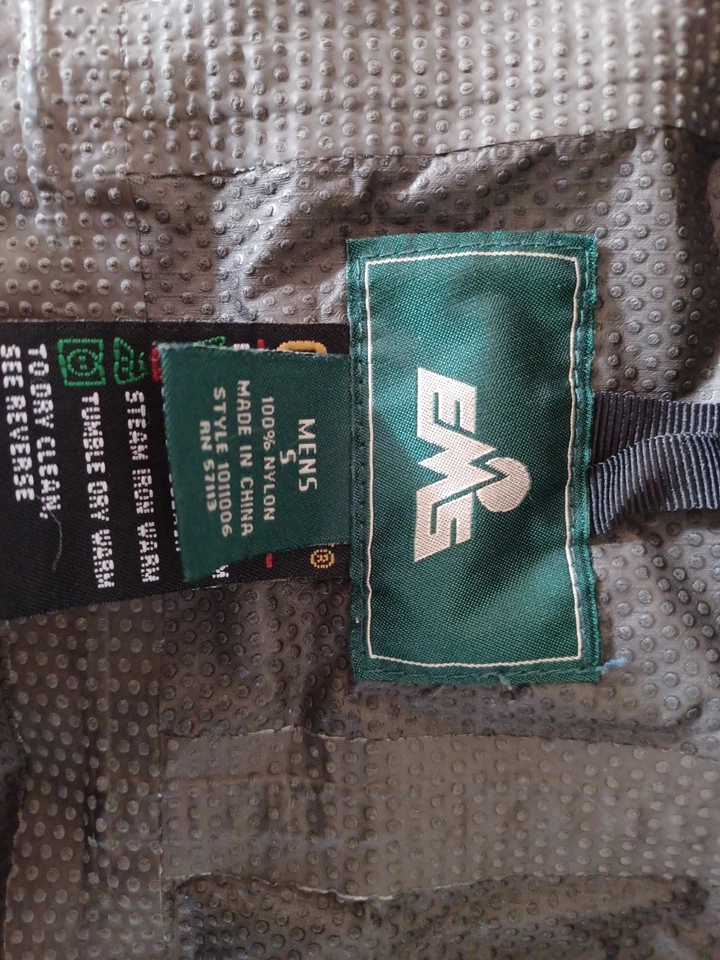 EMS
MENS
S
100% NYLON
MADE IN CHINA
STYLE 1011006
RN 57113
STEAM IRON WARM
TUMBLE DRY WARM
TO DRY CLEAN,
SEE REVERSE